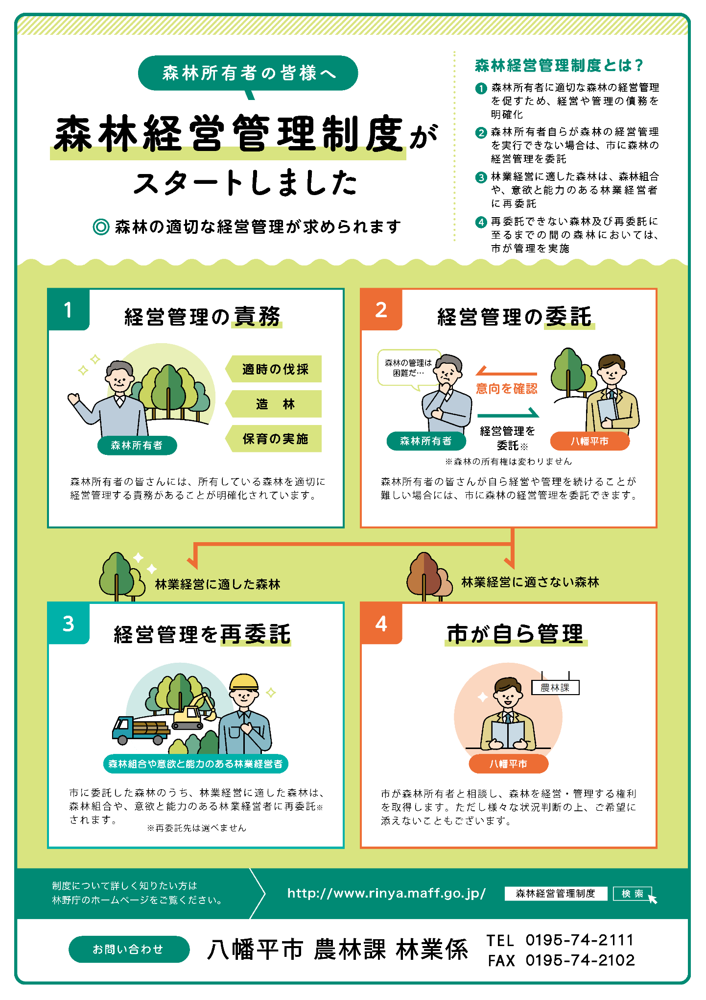 森林所有者の皆様へ
森林経営管理制度が
スタートしました
◎森林の適切な経営管理が求められます
森林経営管理制度とは？
1 森林所有者に適切な森林の経営管理
を促すため、経営や管理の債務を
明確化
2 森林所有者自らが森林の経営管理
を実行できない場合は、市に森林の
経営管理を委託
3 林業経営に適した森林は、森林組合
や、意欲と能力のある林業経営者
に再委託
4 再委託できない森林及び再委託に
至るまでの間の森林においては、
市が管理を実施
1
経営管理の責務
適時の伐採
造　林
保育の実施
森林所有者
森林所有者の皆さんには、所有している森林を適切に
経営管理する責務があることが明確化されています。
2
経営管理の委託
森林の管理は
困難だ…
意向を確認
経営管理を
委託※
森林所有者
八幡平市
※森林の所有権は変わりません
森林所有者の皆さんが自ら経営や管理を続けることが
難しい場合には、市に森林の経営管理を委託できます。
林業経営に適した森林
林業経営に適さない森林
3
経営管理を再委託
森林組合や意欲と能力のある林業経営者
市に委託した森林のうち、林業経営に適した森林は、
森林組合や、意欲と能力のある林業経営者に再委託※
されます。
※再委託先は選べません
4
市が自ら管理
農林課
八幡平市
市が森林所有者と相談し、森林を経営・管理する権利
を取得します。ただし様々な状況判断の上、ご希望に
添えないこともございます。
制度について詳しく知りたい方は
林野庁のホームページをご覧ください。
http://www.rinya.maff.go.jp/
森林経営管理制度
検索
お問い合わせ
八幡平市 農林課 林業係
TEL 0195-74-2111
FAX 0195-74-2102